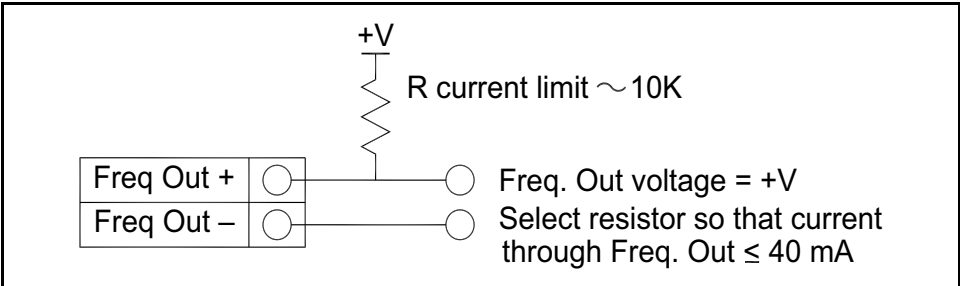 +V
R current limit ~ 10K
Freq Out +
Freq. Out voltage = +V
Freq Out –
Select resistor so that current
through Freq. Out ≤ 40 mA